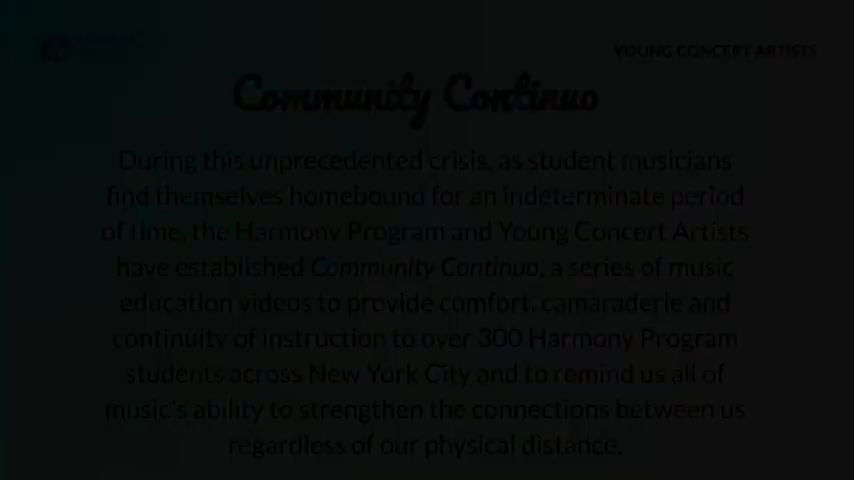 YOUNG CONCERT ARTISTS
Community Continuo
During this unprecedented crisis, as student musicians
find themselves homebound for an indeterminate period
of time, the Harmony Program and Young Concert Artists
have established Community Continuo, a series of music
education videos to provide comfort, camaraderie and
continuity of instruction to over 300 Harmony Program
students across New York City and to remind us all of
music's ability to strengthen the connections between us
regardless of our physical distance.